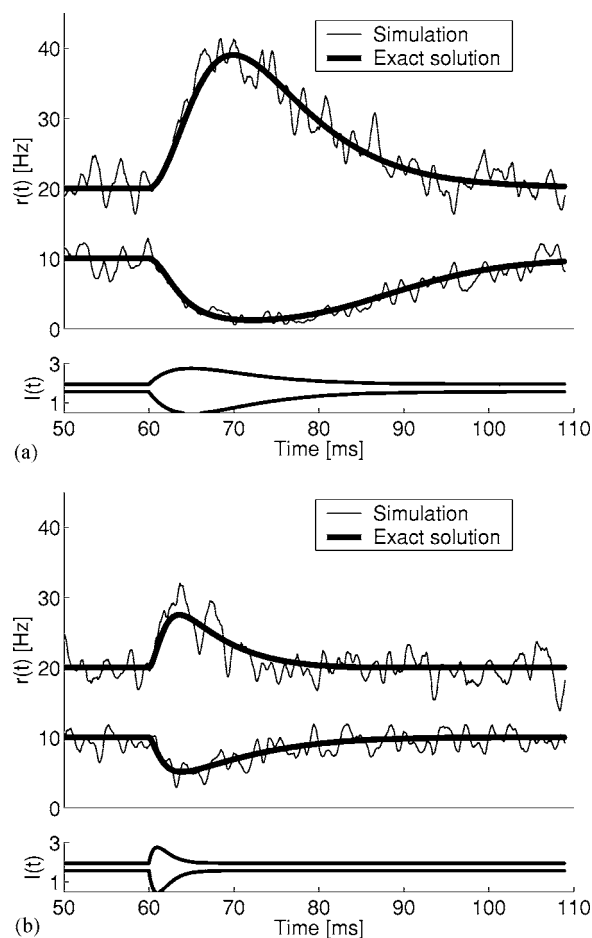 40
30
20
10
0
r(t) [Hz]
Simulation
Exact solution
3
1
I(t)
50 60 70 80 90 100 110
Time [ms]
(a)
40
30
20
10
0
r(t) [Hz]
Simulation
Exact solution
3
1
I(t)
50 60 70 80 90 100 110
Time [ms]
(b)